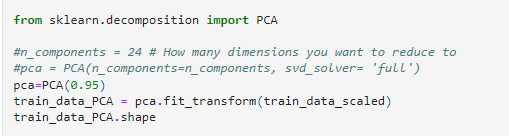 from sklearn.decomposition import PCA
#n_components = 24 # How many dimensions you want to reduce to
#pca = PCA(n_components=n_components, svd_solver= 'full')
pca=PCA(0.95)
train_data_PCA = pca.fit_transform(train_data_scaled)
train_data_PCA.shape